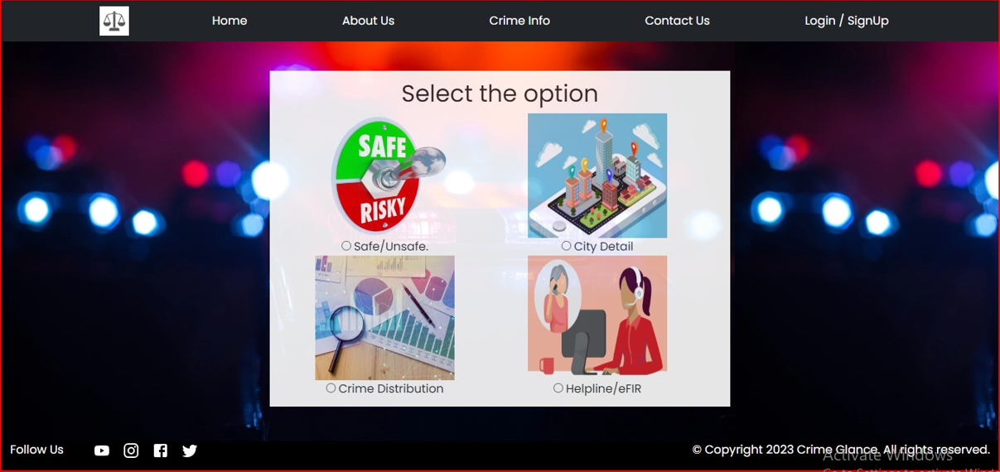 Home About Us Crime Info Contact Us Login / SignUp
Select the option
SAFE
RISKY
Safe/Unsafe. City Detail
Crime Distribution Helpline/eFIR
Follow Us © Copyright 2023 Crime Glance. All rights reserved.
Activate Windows
Go to Settings to activate Windo